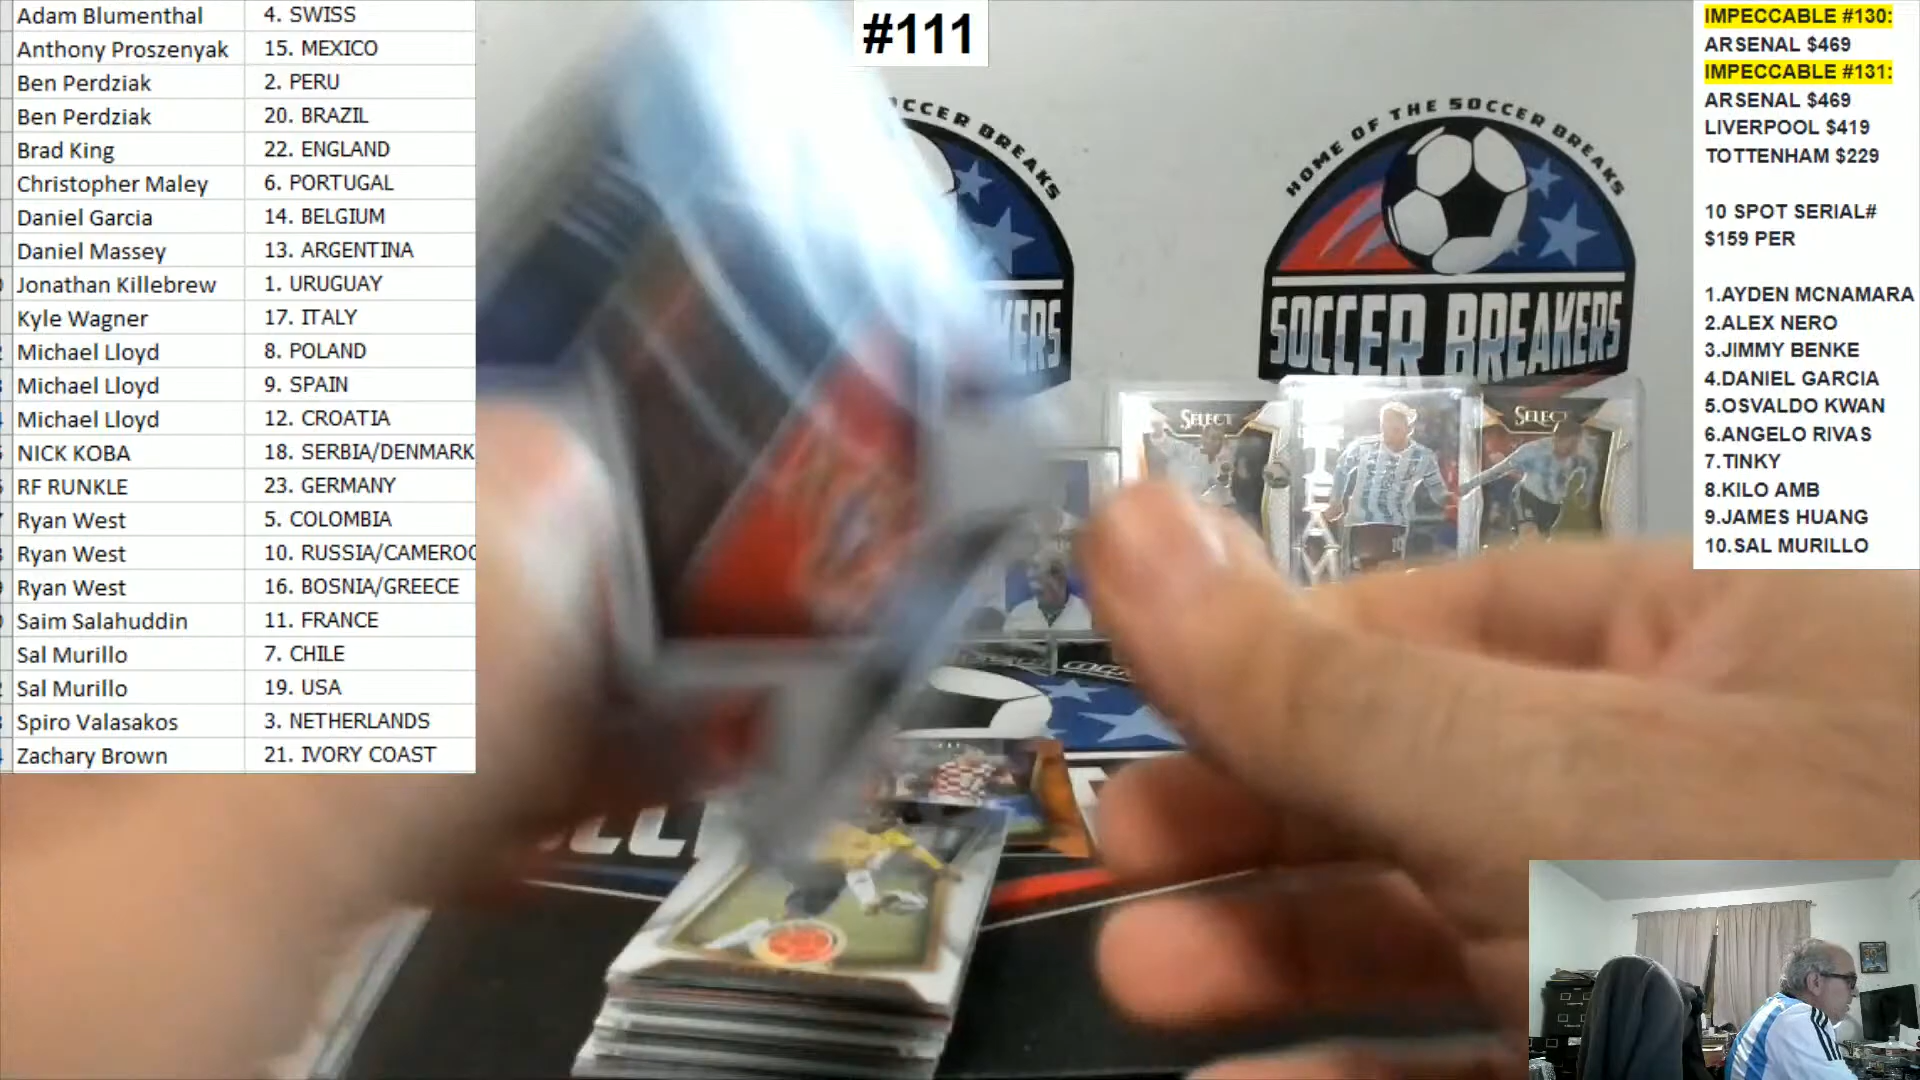 Adam Blumenthal 4. SWISS
Anthony Proszenyak 15. MEXICO
Ben Perdziak 2. PERU
Ben Perdziak 20. BRAZIL
Brad King 22. ENGLAND
Christopher Maley 6. PORTUGAL
Daniel Garcia 14. BELGIUM
Daniel Massey 13. ARGENTINA
Jonathan Killebrew 1. URUGUAY
Kyle Wagner 17. ITALY
Michael Lloyd 8. POLAND
Michael Lloyd 9. SPAIN
Michael Lloyd 12. CROATIA
NICK KOBA 18. SERBIA/DENMARK
RF RUNKLE 23. GERMANY
Ryan West 5. COLOMBIA
Ryan West 10. RUSSIA/CAMEROO
Ryan West 16. BOSNIA/GREECE
Saim Salahuddin 11. FRANCE
Sal Murillo 7. CHILE
Sal Murillo 19. USA
Spiro Valasakos 3. NETHERLANDS
Zachary Brown 21. IVORY COAST
#111
CCER BREAKS
KERS
HOME OF THE SOCCER BREAKS
SOCCER BREAKERS
SELECT
SELECT
TEAM
IMPECCABLE #130:
ARSENAL $469
IMPECCABLE #131:
ARSENAL $469
LIVERPOOL $419
TOTTENHAM $229
10 SPOT SERIAL#
$159 PER
1.AYDEN MCNAMARA
2.ALEX NERO
3.JIMMY BENKE
4.DANIEL GARCIA
5.OSVALDO KWAN
6.ANGELO RIVAS
7.TINKY
8.KILO AMB
9.JAMES HUANG
10.SAL MURILLO